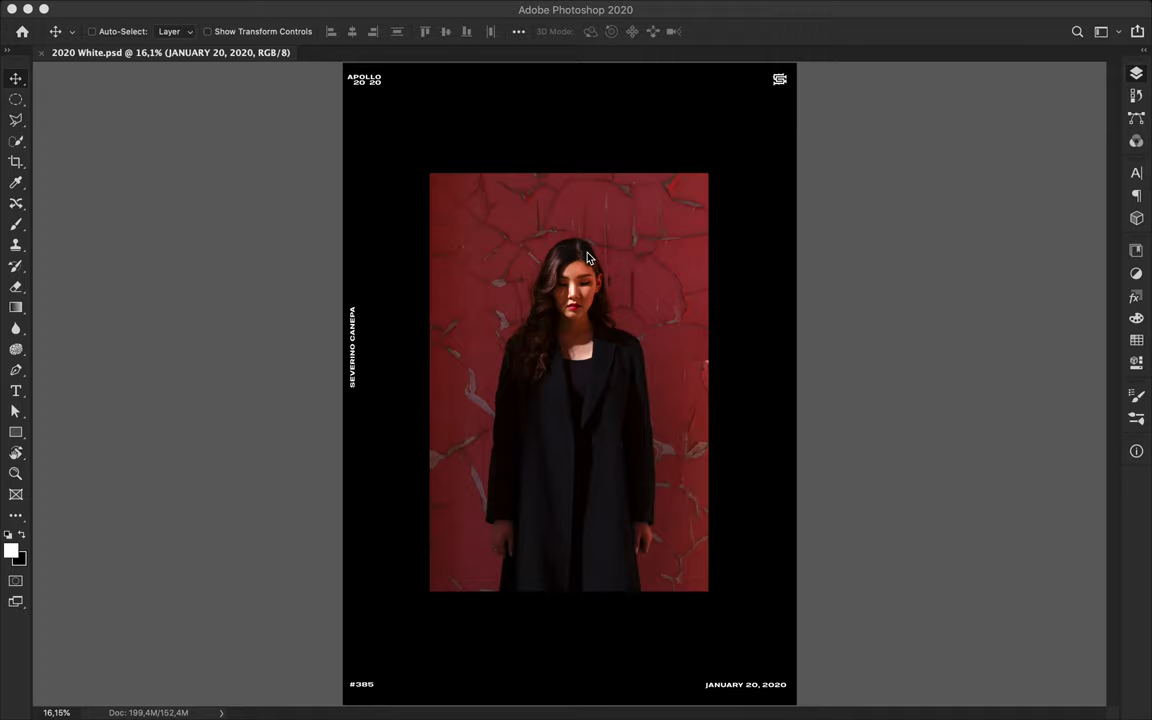 Adobe Photoshop 2020
Auto-Select:
Layer
Show Transform Controls
3D Mode:
2020 White.psd @ 16,1% (JANUARY 20, 2020, RGB/8)
APOLLO
20 20
SEVERINO CANEPA
#385
JANUARY 20, 2020
16,15%
Doc: 199,4M/152,4M